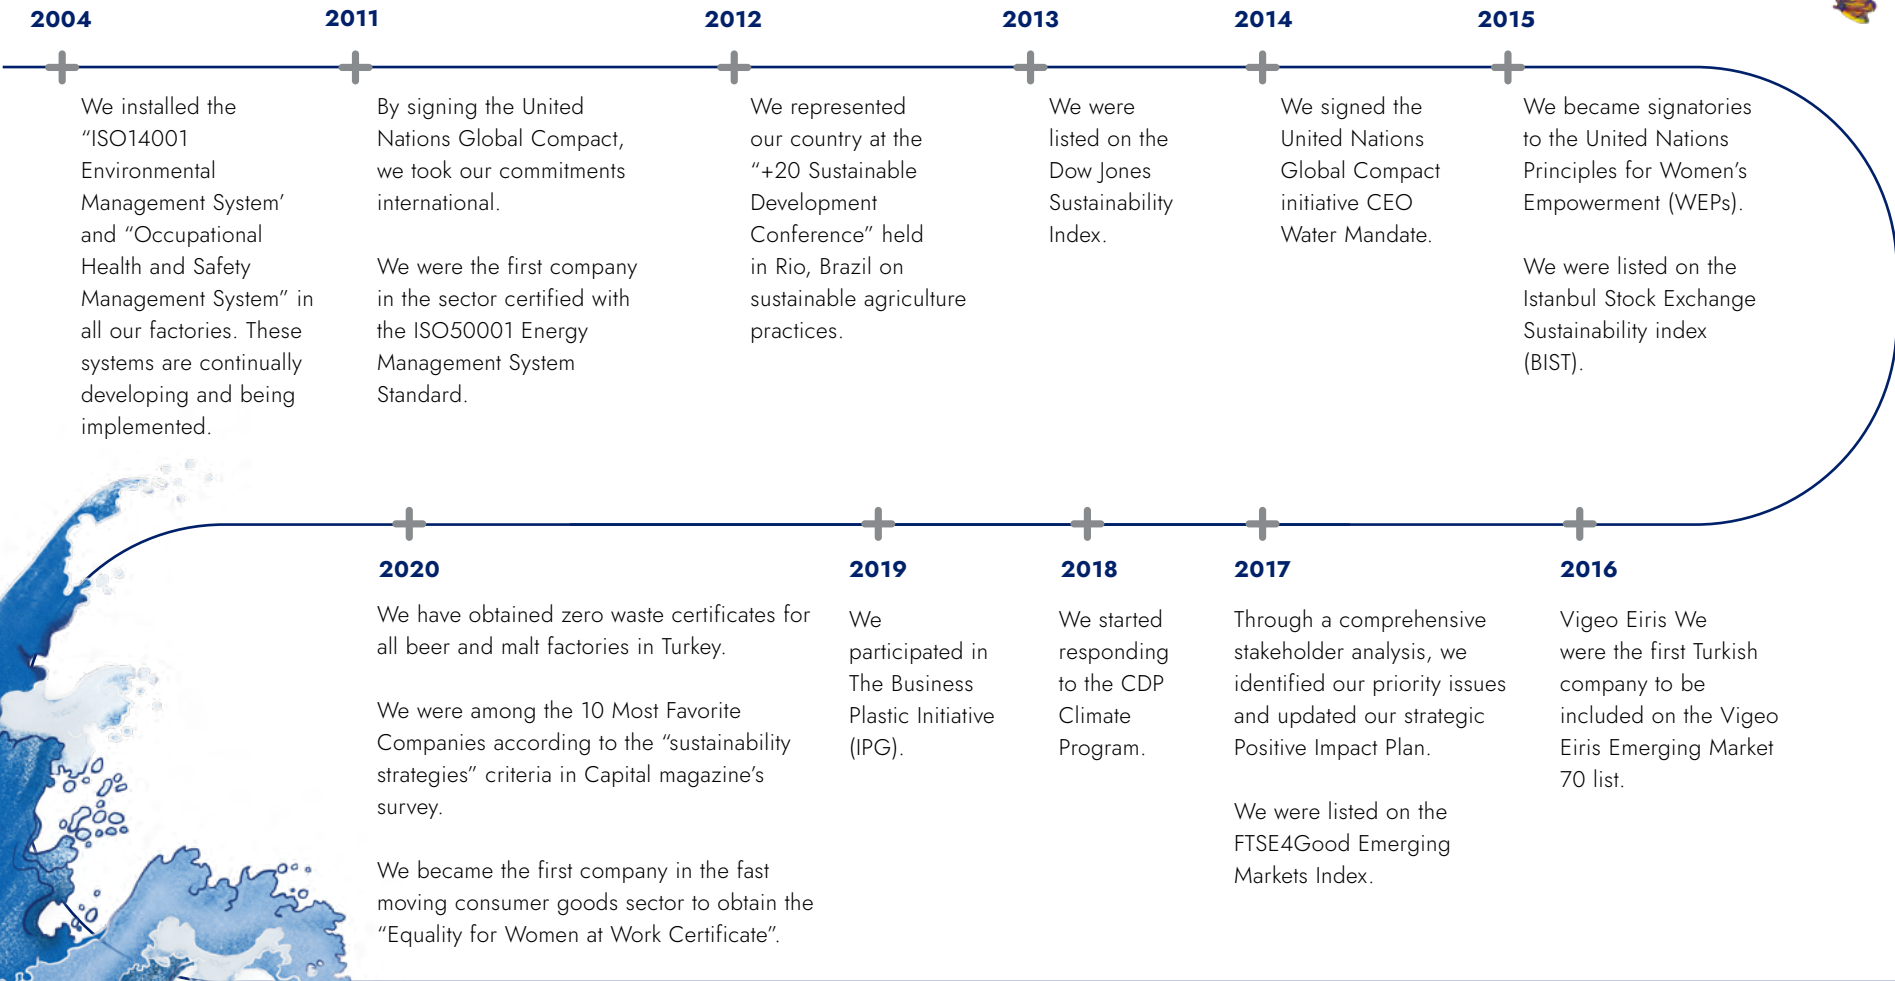 2004
We installed the
“ISO14001
Environmental
Management System’
and “Occupational
Health and Safety
Management System” in
all our factories. These
systems are continually
developing and being
implemented.
2011
By signing the United
Nations Global Compact,
we took our commitments
international.
We were the first company
in the sector certified with
the ISO50001 Energy
Management System
Standard.
2012
We represented
our country at the
“+20 Sustainable
Development
Conference” held
in Rio, Brazil on
sustainable agriculture
practices.
2013
We were
listed on the
Dow Jones
Sustainability
Index.
2014
We signed the
United Nations
Global Compact
initiative CEO
Water Mandate.
2015
We became signatories
to the United Nations
Principles for Women’s
Empowerment (WEPs).
We were listed on the
Istanbul Stock Exchange
Sustainability index
(BIST).
2020
We have obtained zero waste certificates for
all beer and malt factories in Turkey.
We were among the 10 Most Favorite
Companies according to the “sustainability
strategies” criteria in Capital magazine’s
survey.
We became the first company in the fast
moving consumer goods sector to obtain the
“Equality for Women at Work Certificate”.
2019
We
participated in
The Business
Plastic Initiative
(IPG).
2018
We started
responding
to the CDP
Climate
Program.
2017
Through a comprehensive
stakeholder analysis, we
identified our priority issues
and updated our strategic
Positive Impact Plan.
We were listed on the
FTSE4Good Emerging
Markets Index.
2016
Vigeo Eiris We
were the first Turkish
company to be
included on the Vigeo
Eiris Emerging Market
70 list.